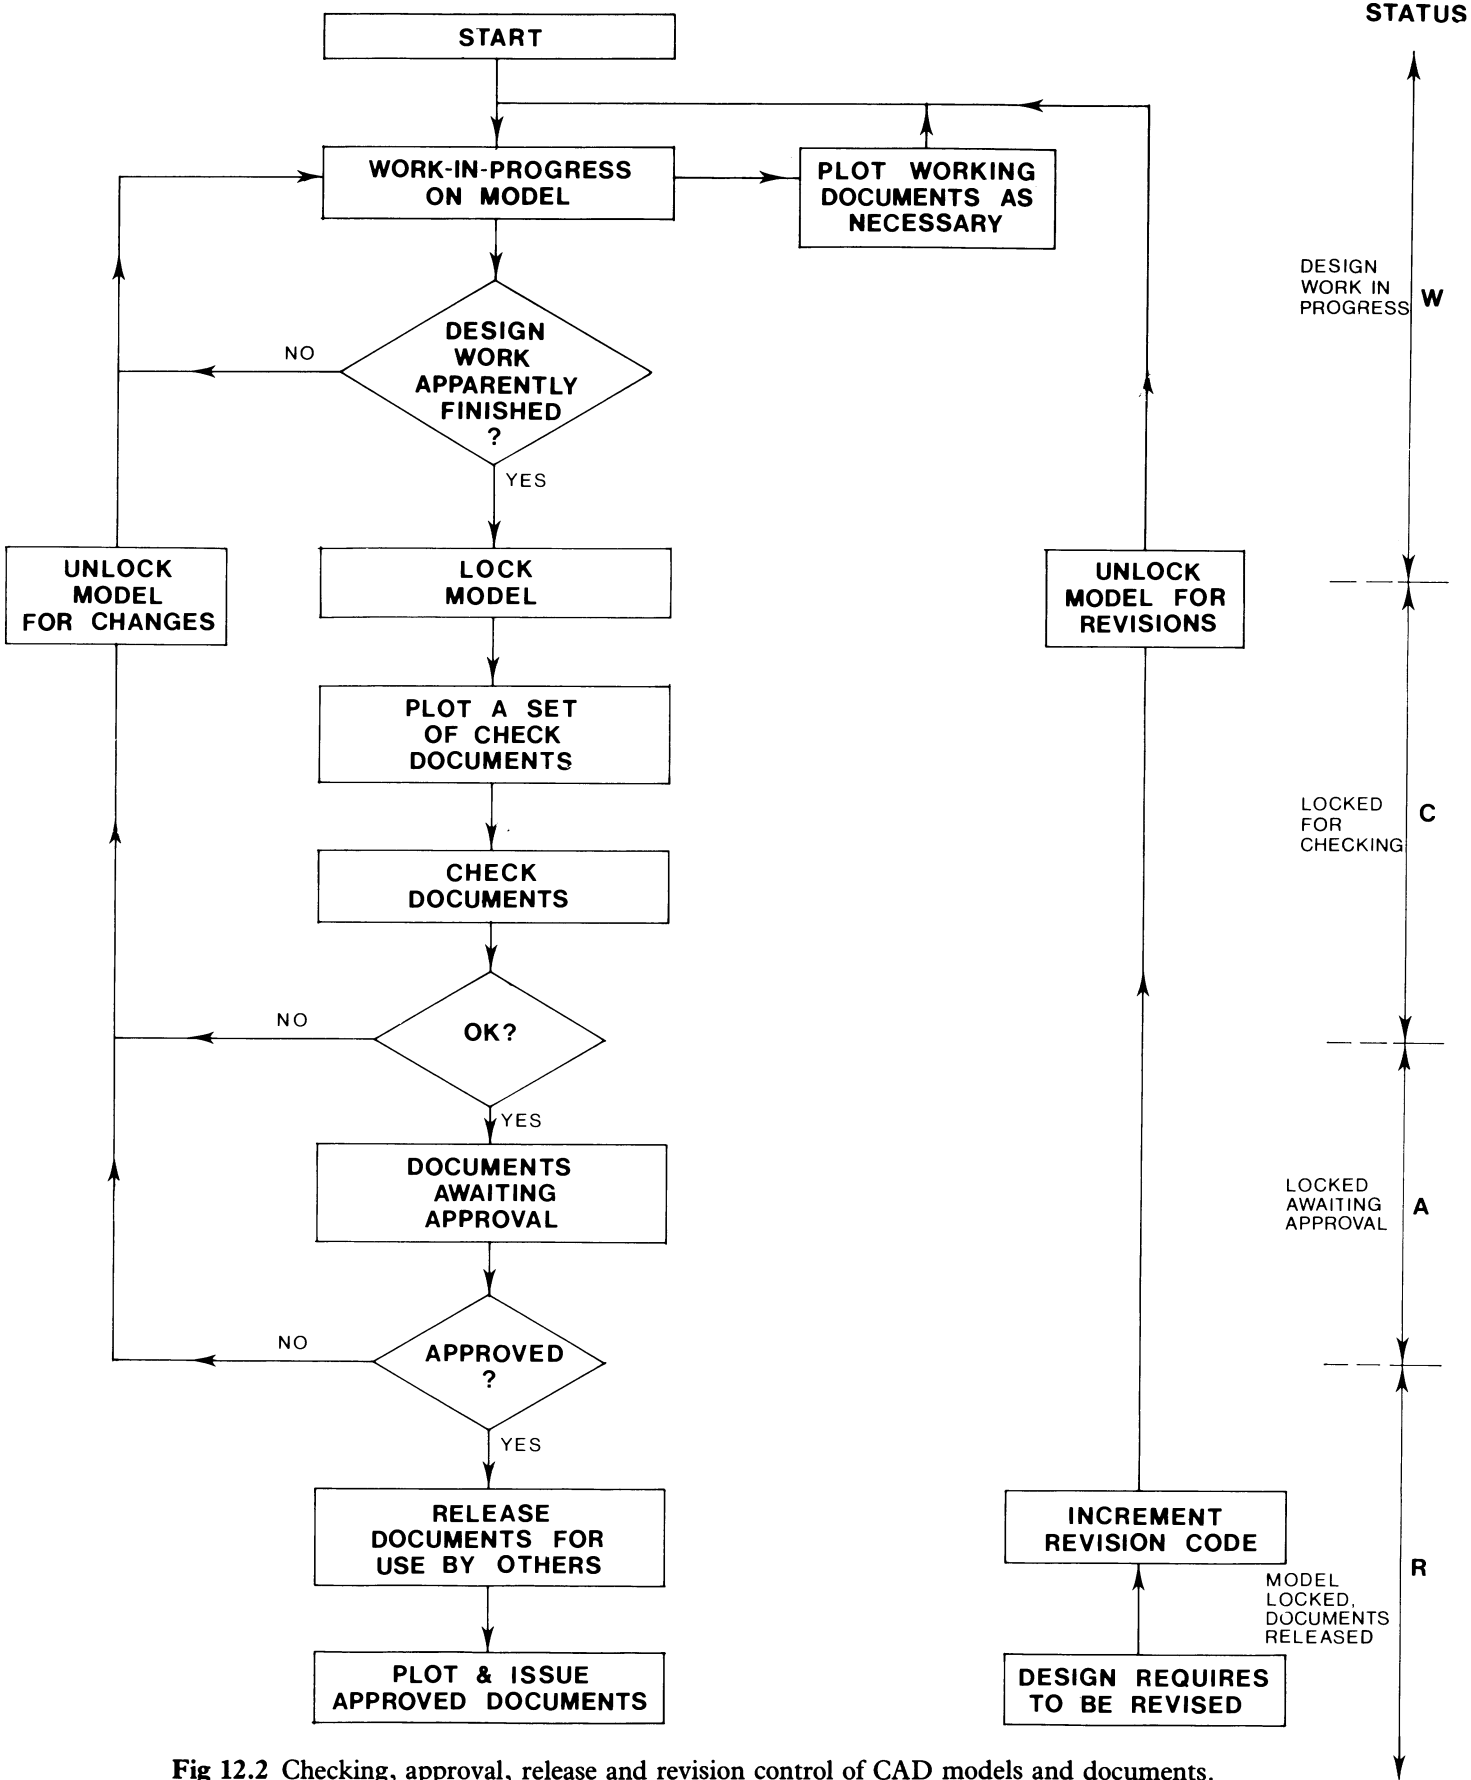 STATUS
START
WORK-IN-PROGRESS
ON MODEL
PLOT WORKING
DOCUMENTS AS
NECESSARY
DESIGN
WORK IN
PROGRESS
W
DESIGN
WORK
APPARENTLY
FINISHED
?
NO
YES
UNLOCK
MODEL
FOR CHANGES
LOCK
MODEL
UNLOCK
MODEL FOR
REVISIONS
PLOT A SET
OF CHECK
DOCUMENTS
LOCKED
FOR
CHECKING
C
CHECK
DOCUMENTS
NO
OK?
YES
DOCUMENTS
AWAITING
APPROVAL
LOCKED
AWAITING
APPROVAL
A
NO
APPROVED
?
YES
RELEASE
DOCUMENTS FOR
USE BY OTHERS
INCREMENT
REVISION CODE
R
MODEL
LOCKED,
DOCUMENTS
RELEASED
PLOT & ISSUE
APPROVED DOCUMENTS
DESIGN REQUIRES
TO BE REVISED
Fig 12.2 Checking, approval, release and revision control of CAD models and documents.